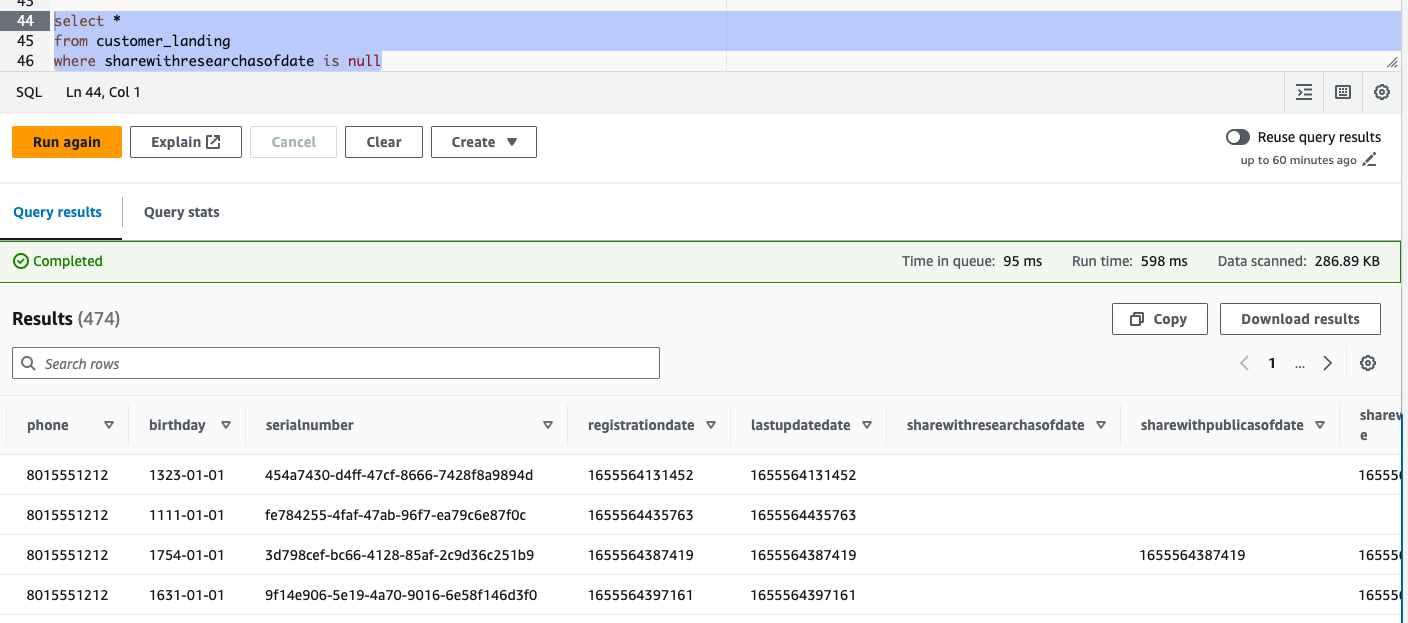 43
44 select *
45 from customer_landing
46 where sharewithresearchasofdate is null
SQL Ln 44, Col 1
Run again Explain Cancel Clear Create
Reuse query results
up to 60 minutes ago
Query results Query stats
Completed Time in queue: 95 ms Run time: 598 ms Data scanned: 286.89 KB
Results (474) Copy Download results
Search rows 1 ...
phone birthday serialnumber registrationdate lastupdatedate sharewithresearchasofdate sharewithpublicasofdate sharew
e
8015551212 1323-01-01 454a7430-d4ff-47cf-8666-7428f8a9894d 1655564131452 1655564131452 16555
8015551212 1111-01-01 fe784255-4faf-47ab-96f7-ea79c6e87f0c 1655564435763 1655564435763
8015551212 1754-01-01 3d798cef-bc66-4128-85af-2c9d36c251b9 1655564387419 1655564387419 1655564387419 16555
8015551212 1631-01-01 9f14e906-5e19-4a70-9016-6e58f146d3f0 1655564397161 1655564397161 16555